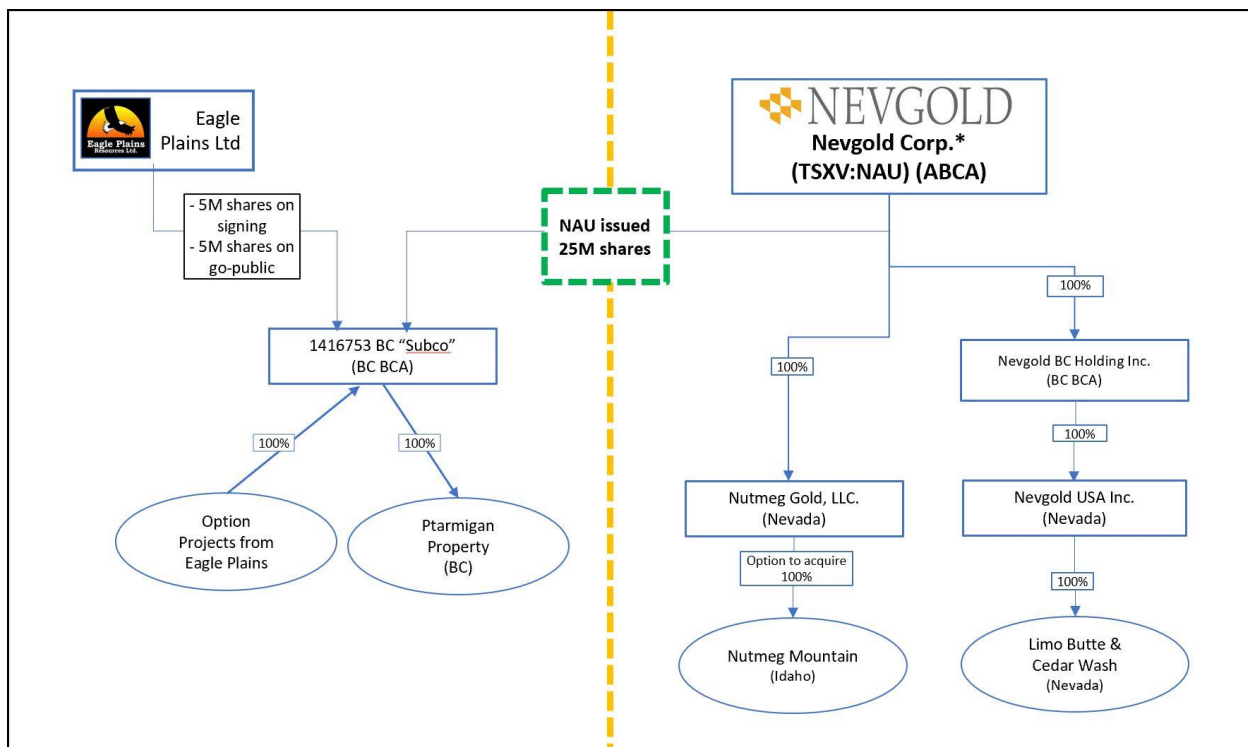 Eagle Plains
Resources Ltd.
Eagle
Plains Ltd
NEVGOLD
Nevgold Corp.*
(TSXV:NAU) (ABCA)
- 5M shares on
signing
- 5M shares on
go-public
NAU issued
25M shares
100%
1416753 BC “Subco”
(BC BCA)
100%
Nevgold BC Holding Inc.
(BC BCA)
100%
100%
100%
Nutmeg Gold, LLC.
(Nevada)
Nevgold USA Inc.
(Nevada)
Option
Projects from
Eagle Plains
Ptarmigan
Property
(BC)
Option to acquire
100%
100%
Nutmeg Mountain
(Idaho)
Limo Butte &
Cedar Wash
(Nevada)